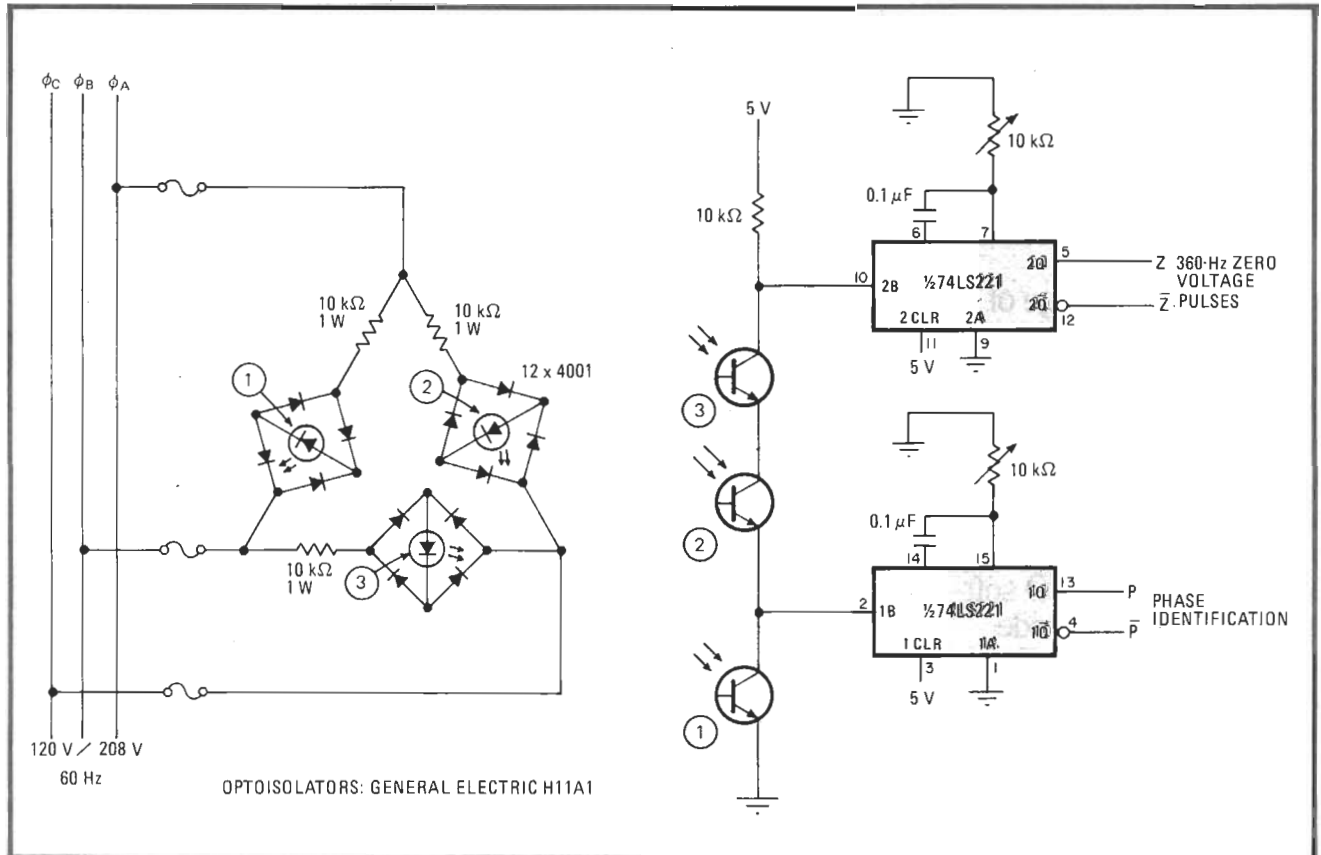 ϕC ϕB ϕA
10 kΩ
1 W
10 kΩ
1 W
12 x 4001
1
2
10 kΩ
1 W
3
120 V / 208 V
60 Hz
OPTOISOLATORS: GENERAL ELECTRIC H11A1
5 V
10 kΩ
3
2
1
10 kΩ
0.1 μF
6
7
10
2B
½74LS221
2Q
5
2Q̅
12
2 CLR
2A
11
9
5 V
Z 360-Hz ZERO
VOLTAGE
Z̅ PULSES
10 kΩ
0.1 μF
14
15
2
1B
½74LS221
1Q
13
1Q̅
4
1 CLR
1A
3
1
5 V
P
P̅
PHASE
IDENTIFICATION